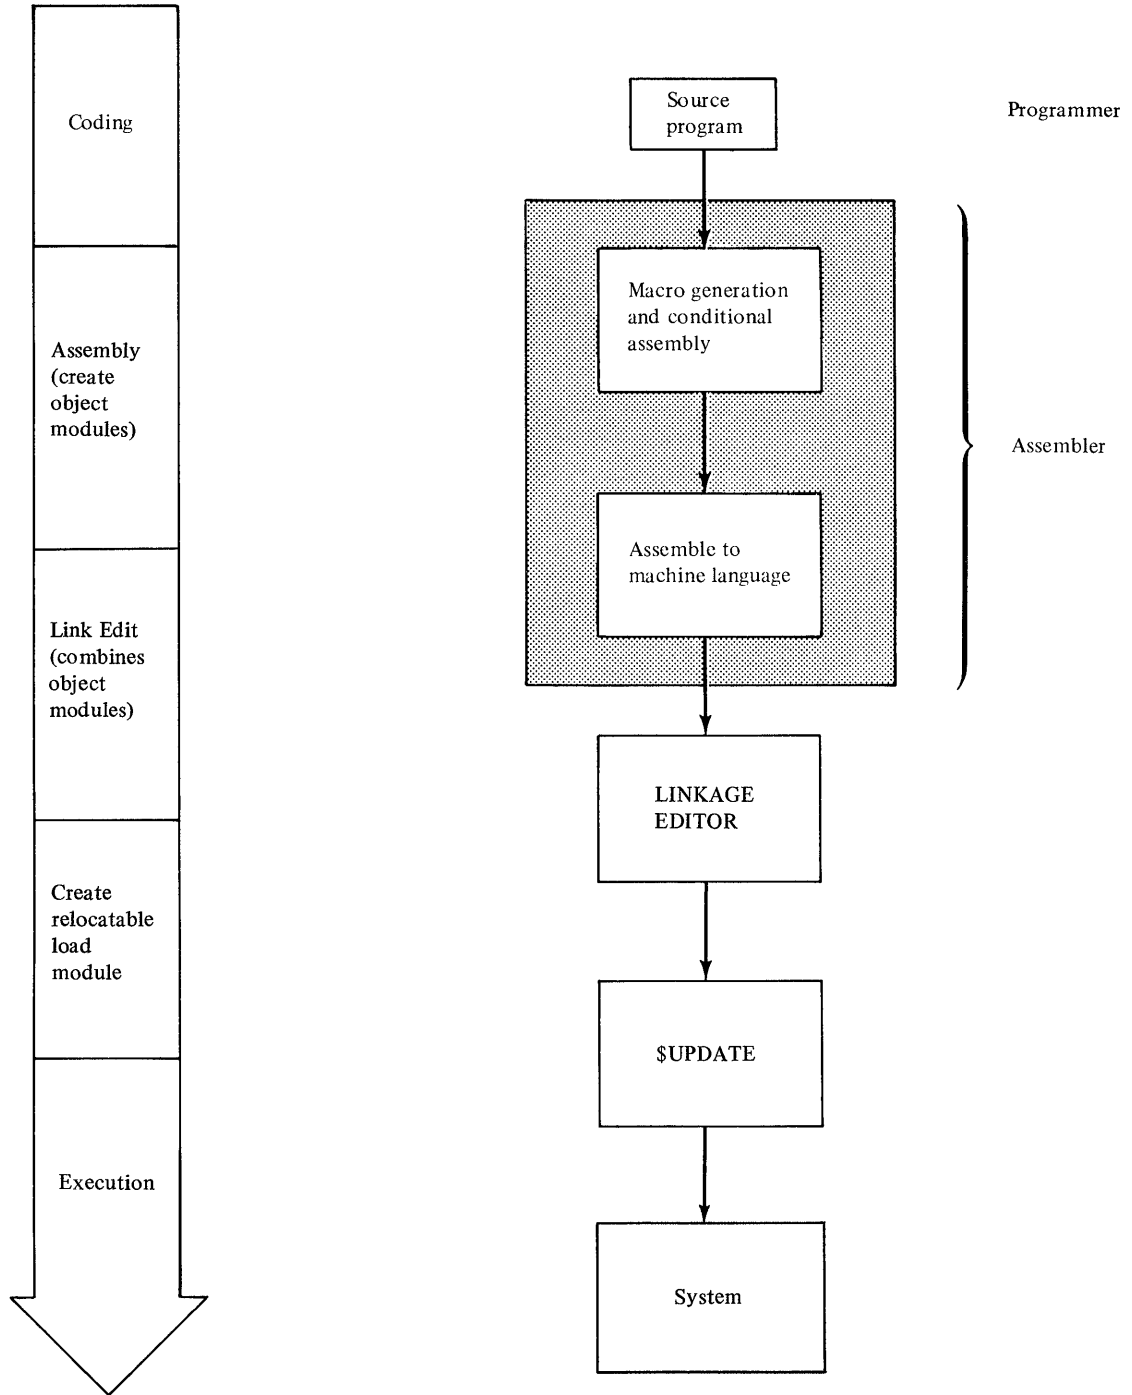 Coding
Assembly
(create
object
modules)
Link Edit
(combines
object
modules)
Create
relocatable
load
module
Execution
Source
program
Macro generation
and conditional
assembly
Assemble to
machine language
LINKAGE
EDITOR
$UPDATE
System
Programmer
Assembler